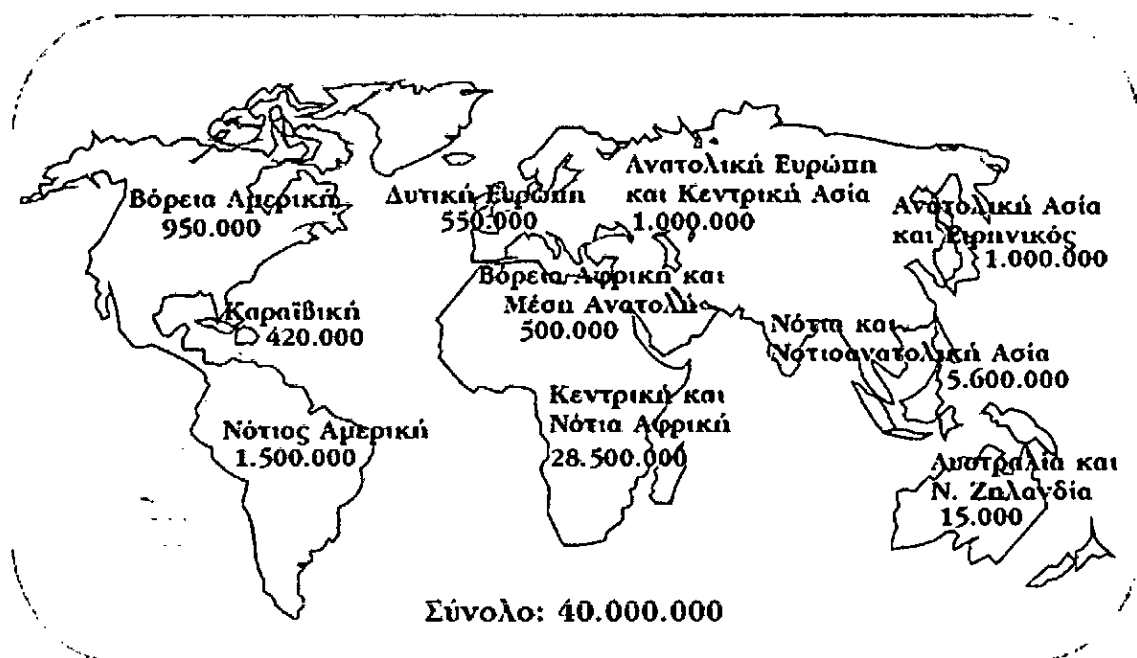 Βόρεια Αμερική
950.000
Δυτική Ευρώπη
550.000
Ανατολική Ευρώπη
και Κεντρική Ασία
1.000.000
Ανατολική Ασία
και Ειρηνικός
1.000.000
Βόρεια Αφρική και
Μέση Ανατολή
500.000
Καραϊβική
420.000
Νότια και
Νοτιοανατολική Ασία
5.600.000
Κεντρική και
Νότια Αφρική
28.500.000
Νότιος Αμερική
1.500.000
Αυστραλία και
Ν. Ζηλανδία
15.000
Σύνολο: 40.000.000